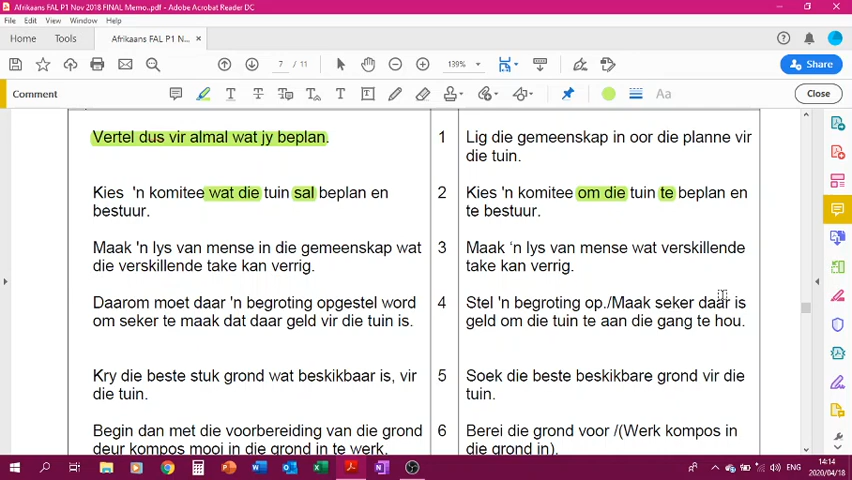 Afrikaans FAL P1 Nov 2018 FINAL Memo..pdf - Adobe Acrobat Reader DC
File Edit View Window Help
Home Tools Afrikaans FAL P1 N... ×
7 / 11 139% Share
Comment Aa Close
Vertel dus vir almal wat jy beplan. 1 Lig die gemeenskap in oor die planne vir
die tuin.
Kies 'n komitee wat die tuin sal beplan en 2 Kies 'n komitee om die tuin te beplan en
bestuur. te bestuur.
Maak 'n lys van mense in die gemeenskap wat 3 Maak ‘n lys van mense wat verskillende
die verskillende take kan verrig. take kan verrig.
Daarom moet daar 'n begroting opgestel word 4 Stel 'n begroting op./Maak seker daar is
om seker te maak dat daar geld vir die tuin is. geld om die tuin te aan die gang te hou.
Kry die beste stuk grond wat beskikbaar is, vir 5 Soek die beste beskikbare grond vir die
die tuin. tuin.
Begin dan met die voorbereiding van die grond 6 Berei die grond voor /(Werk kompos in
deur kompos mooi in die grond in te werk. die grond in).
ENG 14:14
2020/04/18